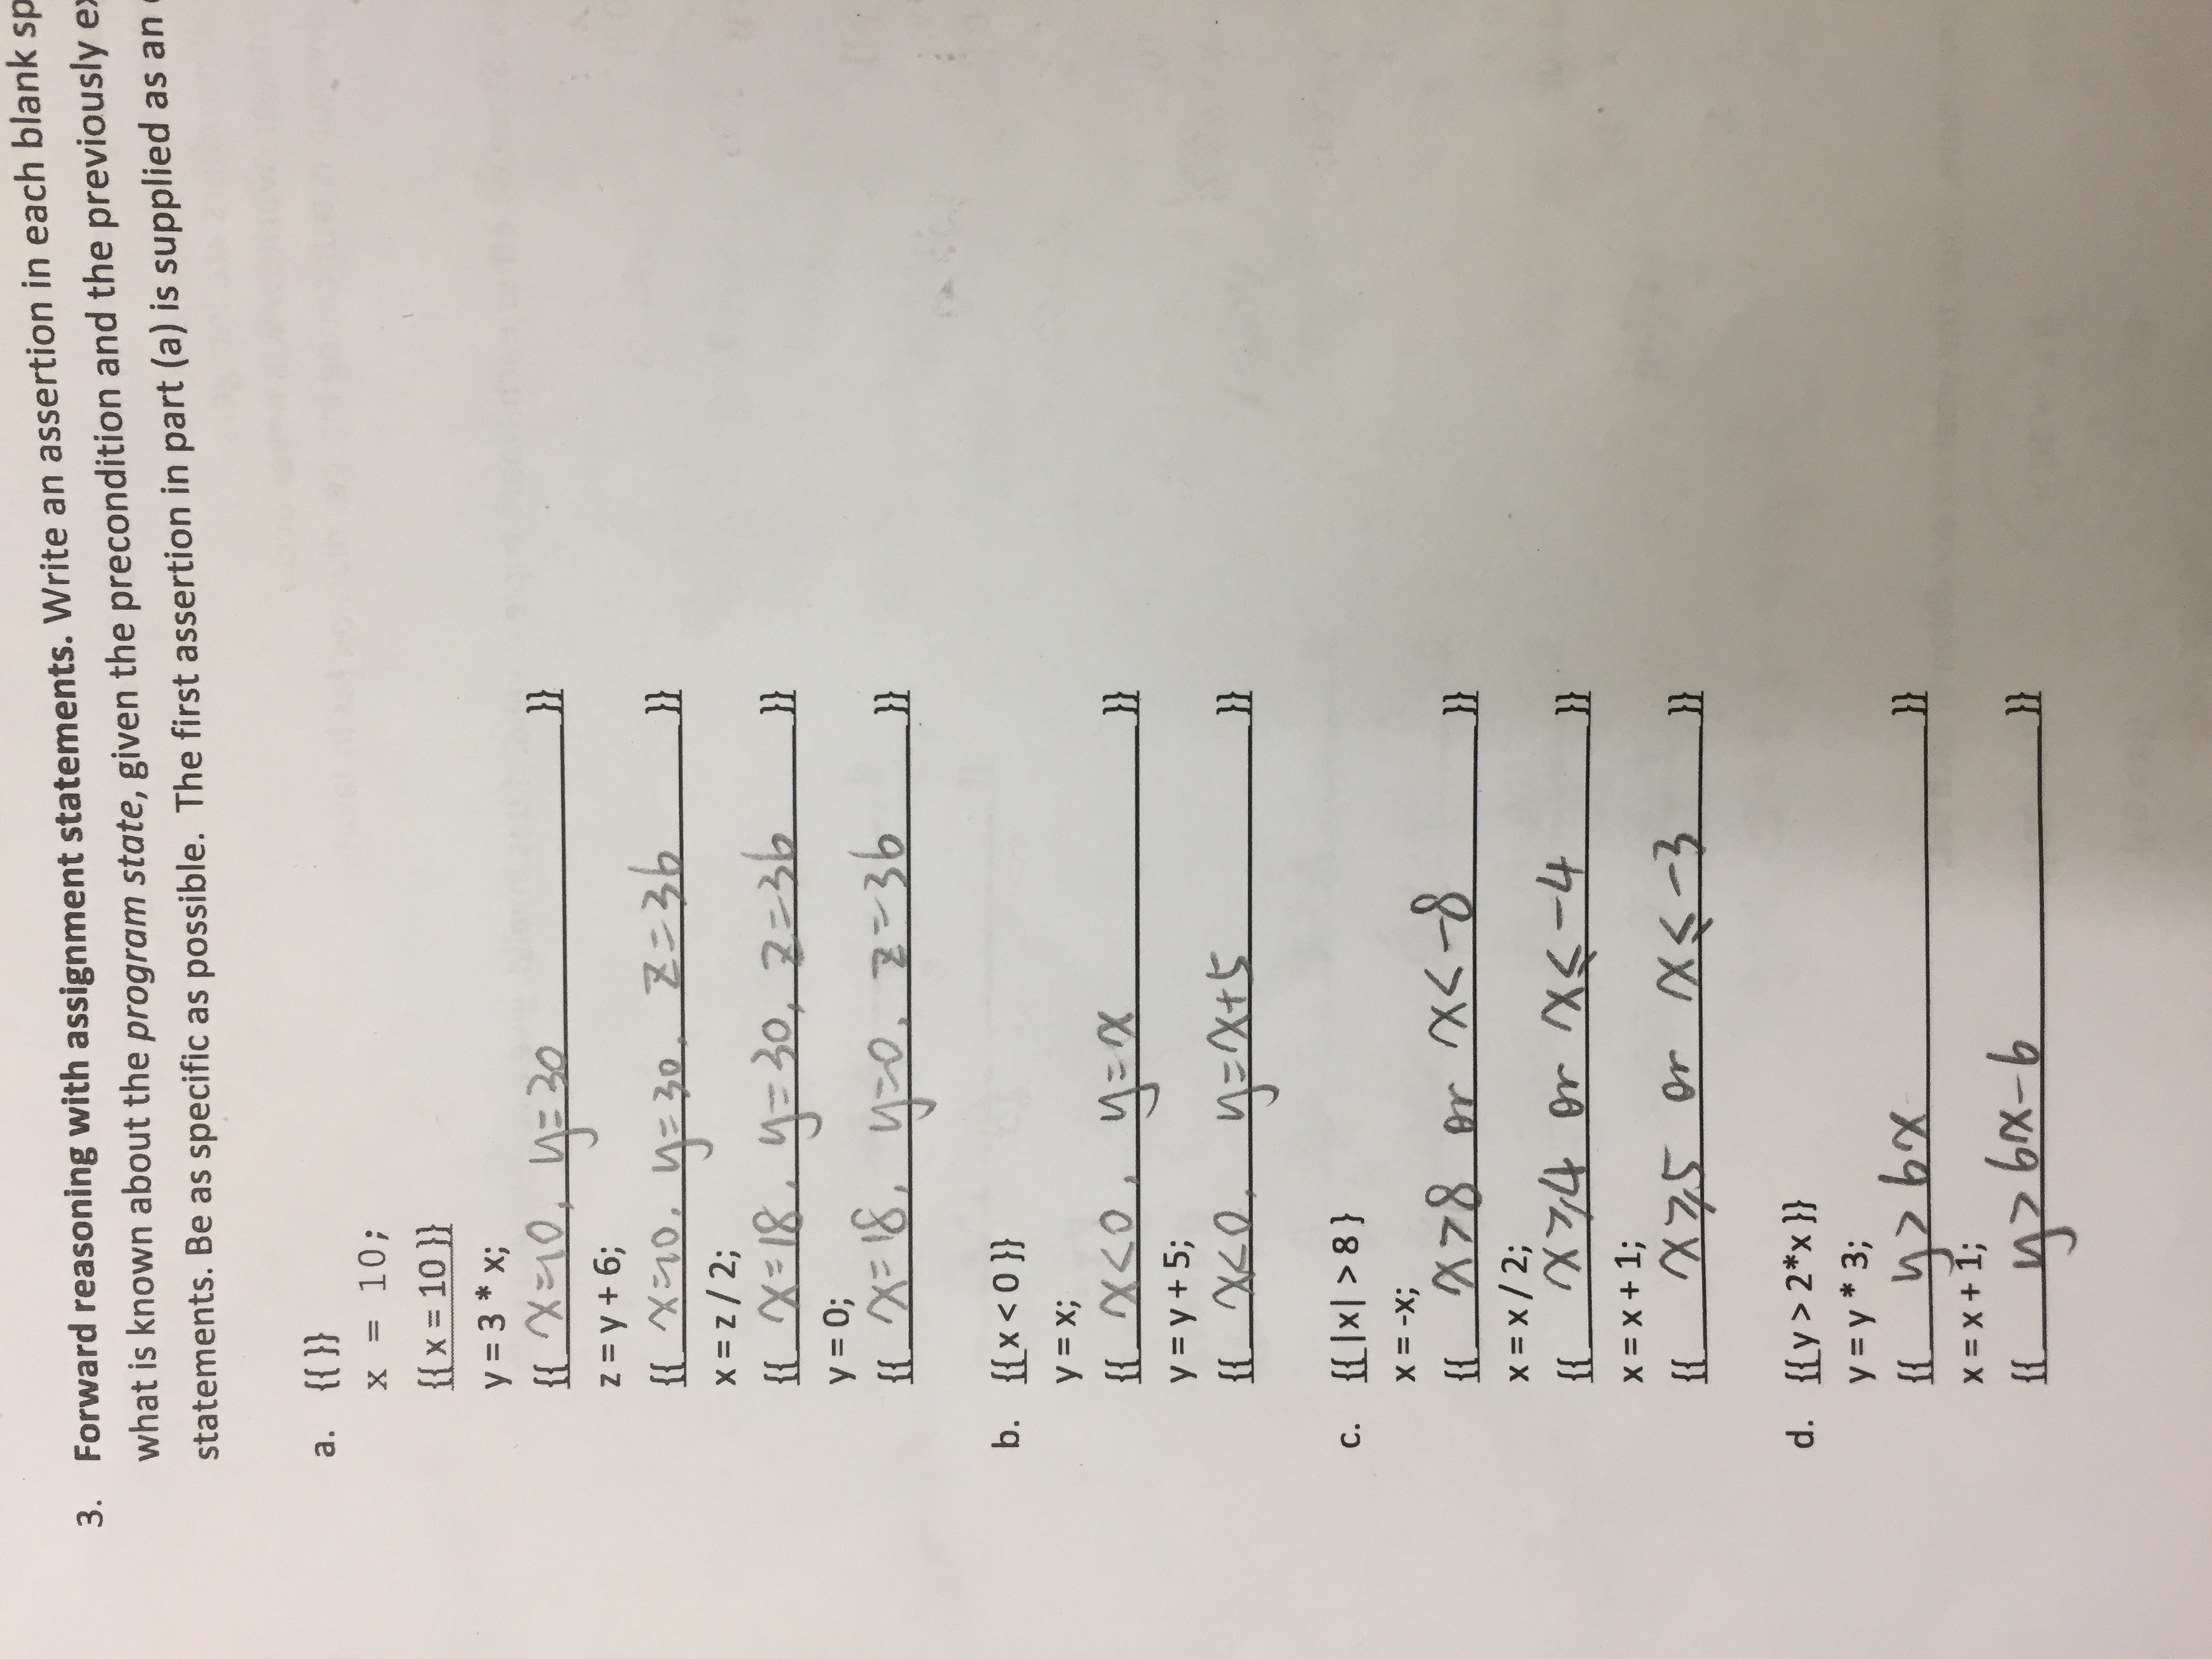 3. Forward reasoning with assignment statements. Write an assertion in each blank sp
what is known about the program state, given the precondition and the previously ex
statements. Be as specific as possible. The first assertion in part (a) is supplied as an
a. {{ }}
x = 10;
{{ x = 10 }}
y = 3 * x;
{{ x=10, y=30 }}
z = y + 6;
{{ x=10, y=30, z=36 }}
x = z / 2;
{{ x=18, y=30, z=36 }}
y = 0;
{{ x=18, y=0, z=36 }}
b. {{ x < 0 }}
y = x;
{{ x<0, y=x }}
y = y + 5;
{{ x<0, y=x+5 }}
c. {{ |x| > 8 }
x = -x;
{{ x>8 or x<-8 }}
x = x / 2;
{{ x⩾4 or x⩽-4 }}
x = x + 1;
{{ x⩾5 or x⩽-3 }}
d. {{ y > 2*x }}
y = y * 3;
{{ y>6x }}
x = x + 1;
{{ y>6x-6 }}